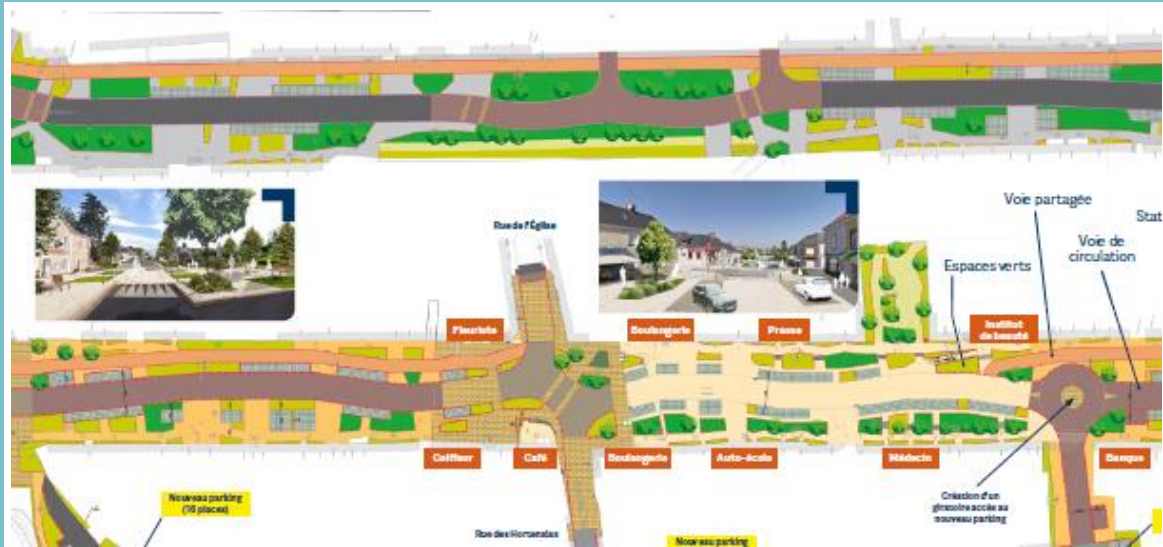 Rue de l'Église
Voie partagée
Stat
Voie de
circulation
Espaces verts
Fleuriste
Boulangerie
Presse
Institut
de beauté
Coiffeur
Café
Boulangerie
Auto-école
Médecin
Banque
Nouveau parking
(16 places)
Rue des Hortensias
Création d'un
giratoire accès au
nouveau parking
Nouveau parking